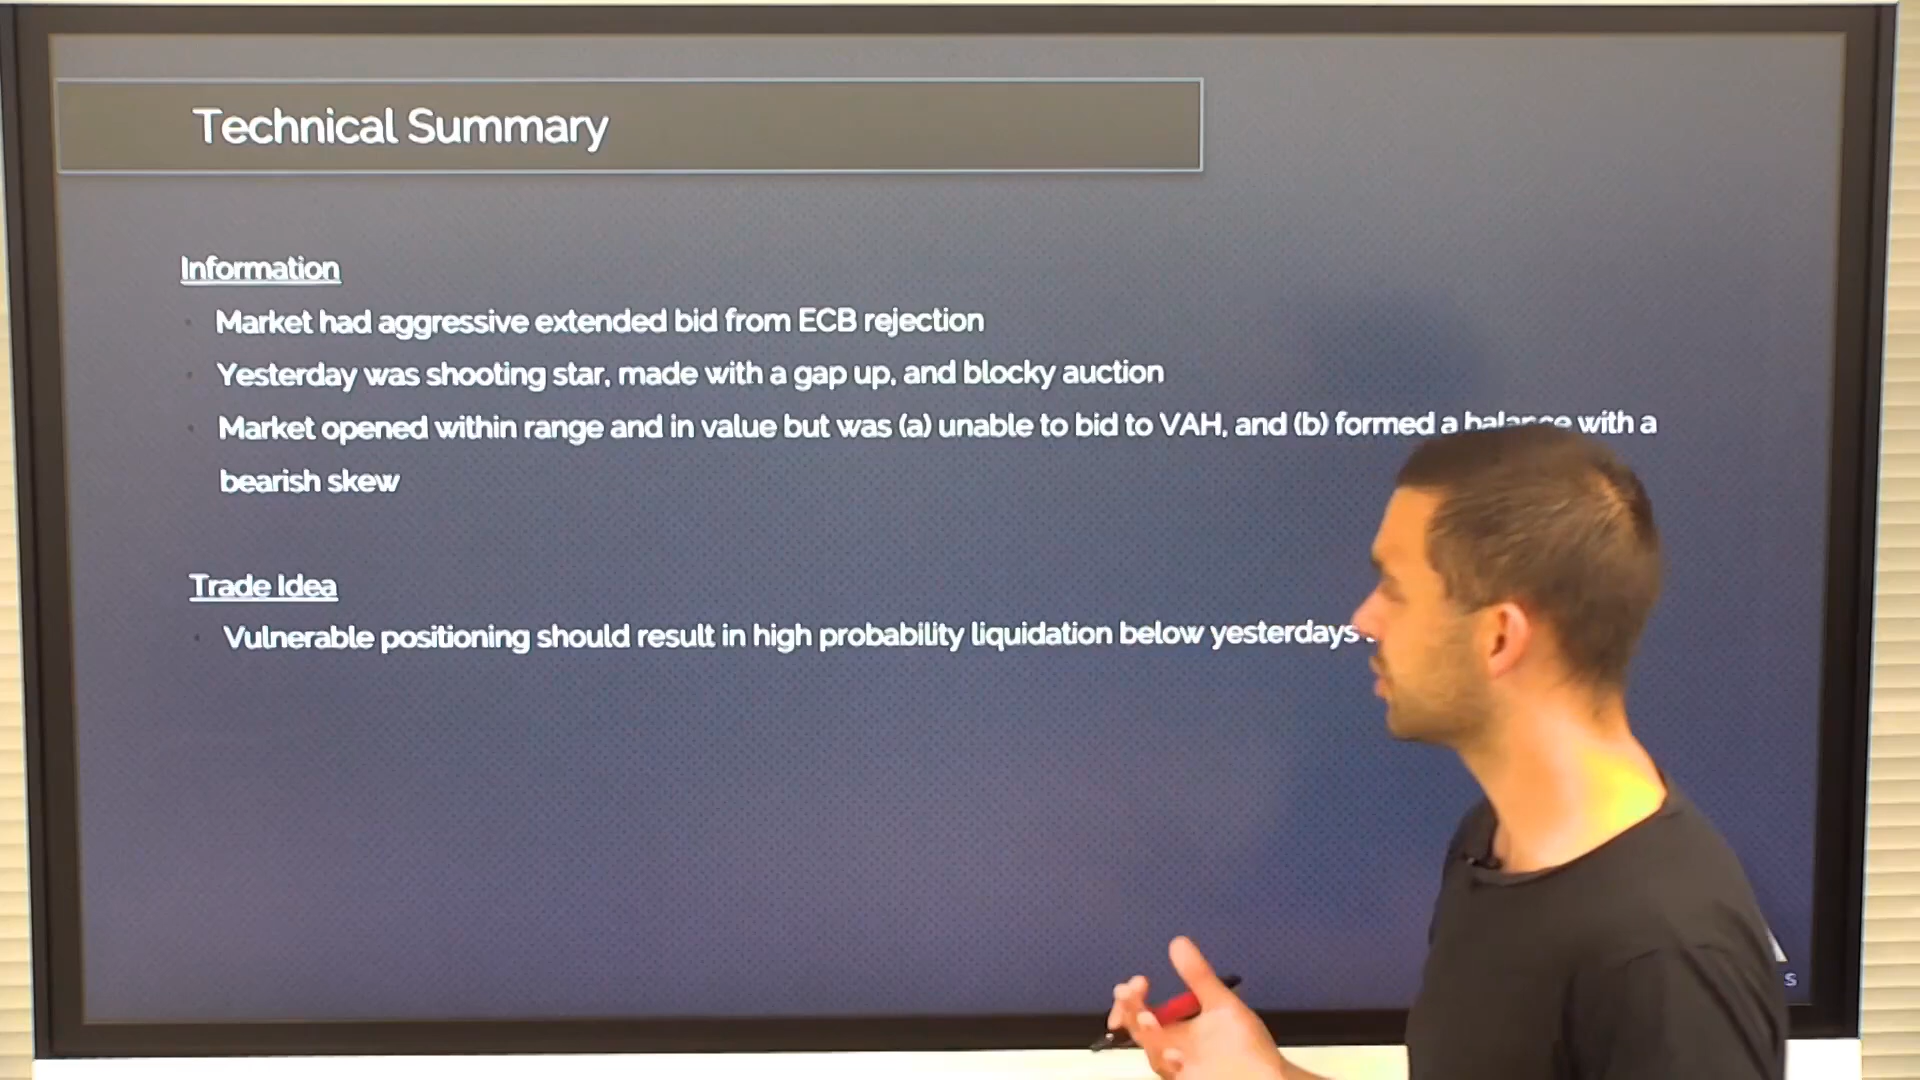 Technical Summary
Information
Market had aggressive extended bid from ECB rejection
Yesterday was shooting star, made with a gap up, and blocky auction
Market opened within range and in value but was (a) unable to bid to VAH, and (b) formed a balance with a
bearish skew
Trade Idea
Vulnerable positioning should result in high probability liquidation below yesterdays